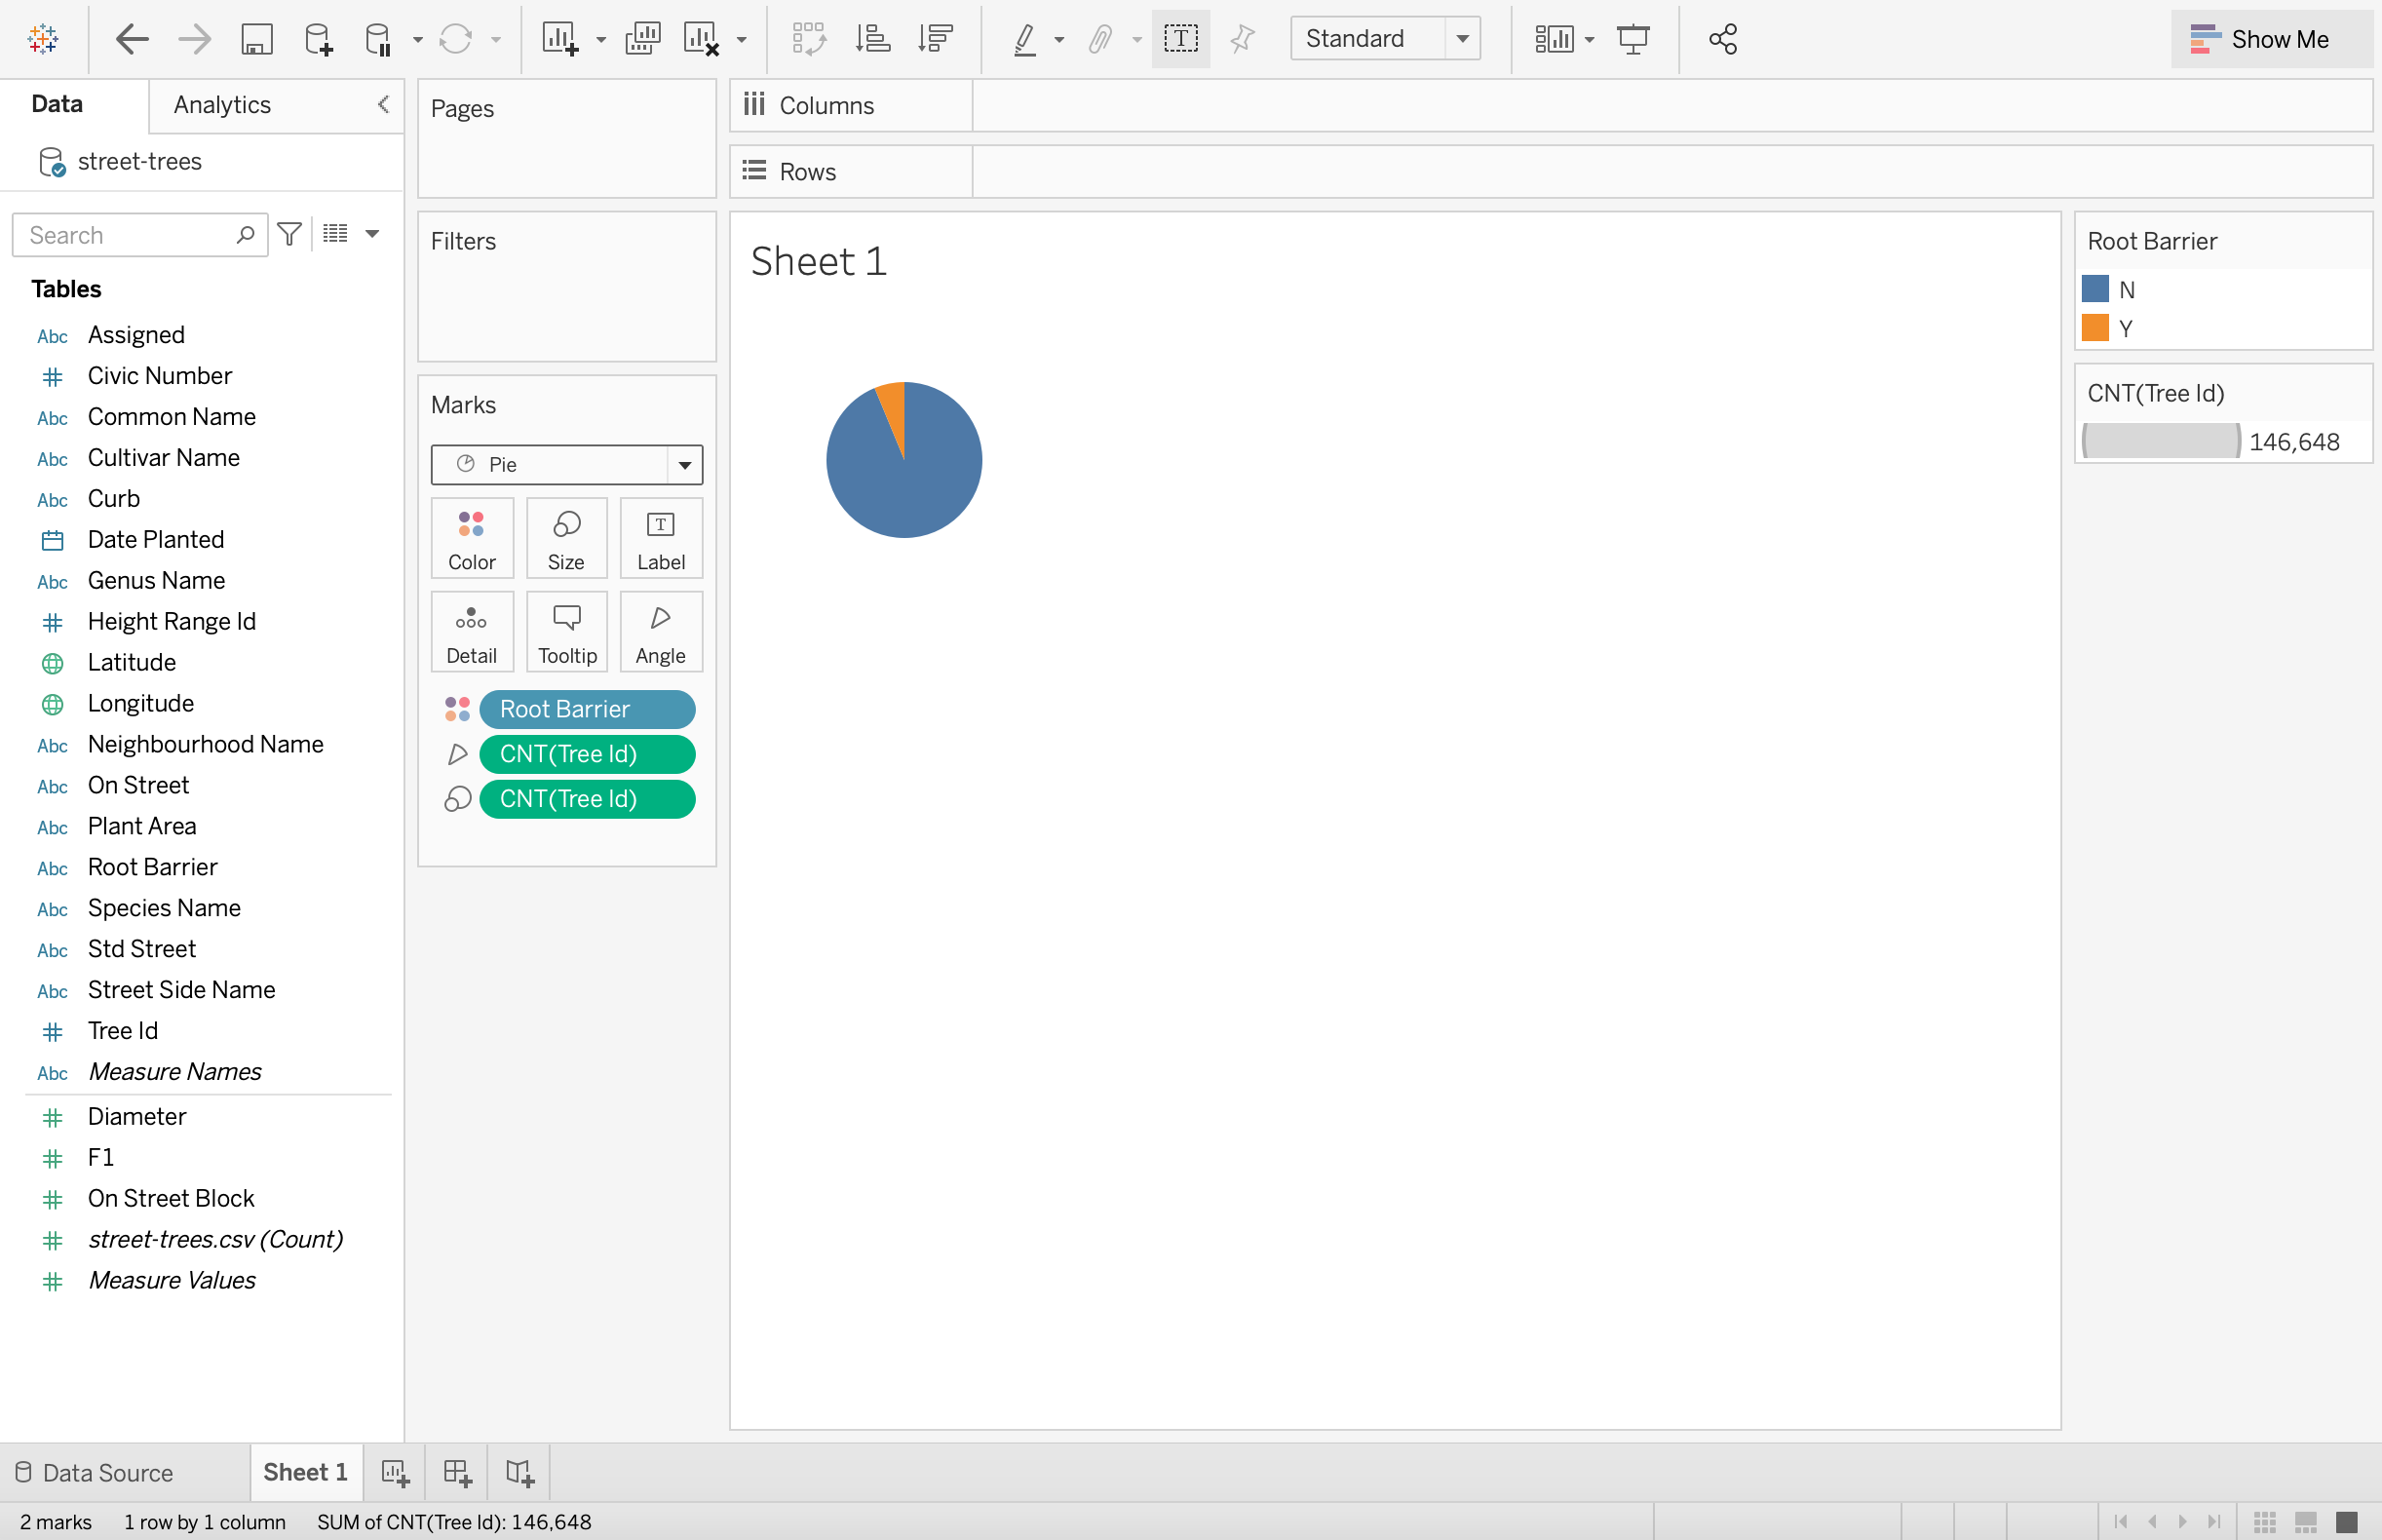 Standard
Show Me
Data
Analytics
street-trees
Search
Tables
Abc Assigned
Civic Number
Abc Common Name
Abc Cultivar Name
Abc Curb
Date Planted
Abc Genus Name
Height Range Id
Latitude
Longitude
Abc Neighbourhood Name
Abc On Street
Abc Plant Area
Abc Root Barrier
Abc Species Name
Abc Std Street
Abc Street Side Name
Tree Id
Abc Measure Names
Diameter
F1
On Street Block
street-trees.csv (Count)
Measure Values
Pages
Filters
Marks
Pie
Color Size Label
Detail Tooltip Angle
Root Barrier
CNT(Tree Id)
CNT(Tree Id)
Columns
Rows
Sheet 1
Root Barrier
N
Y
CNT(Tree Id)
146,648
Data Source
Sheet 1
2 marks 1 row by 1 column SUM of CNT(Tree Id): 146,648